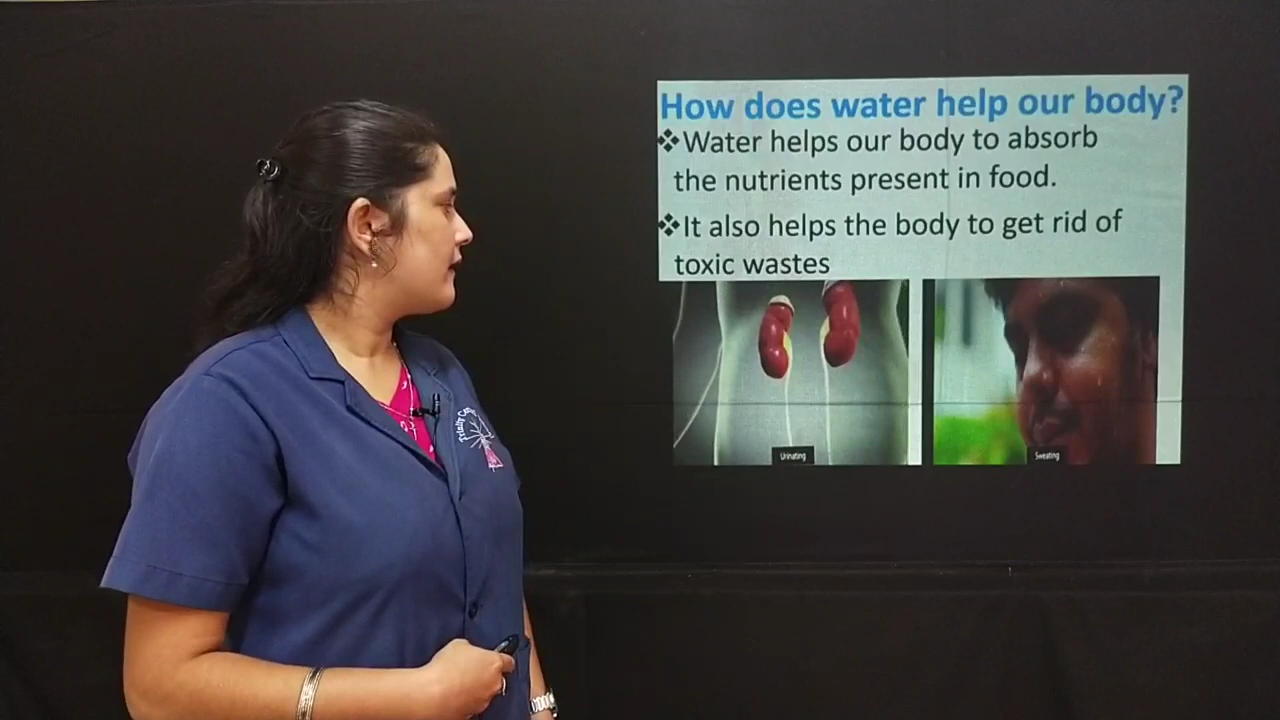 How does water help our body?
❖Water helps our body to absorb
the nutrients present in food.
❖It also helps the body to get rid of
toxic wastes
Urinating
Sweating
Trinity